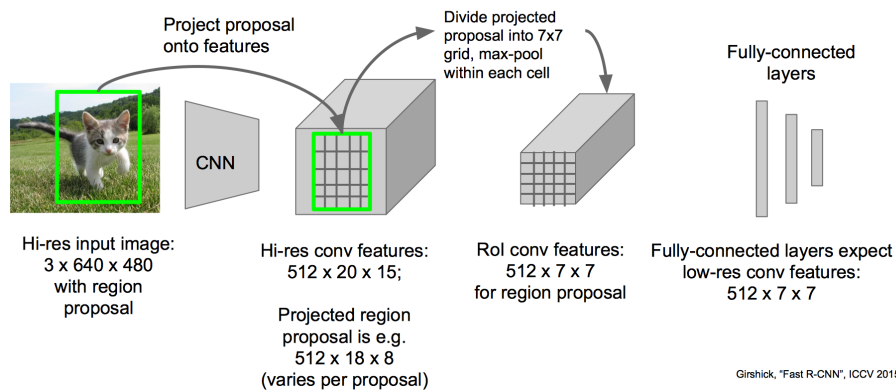 Project proposal
onto features
Divide projected
proposal into 7x7
grid, max-pool
within each cell
Fully-connected
layers
CNN
Hi-res input image:
3 x 640 x 480
with region
proposal
Hi-res conv features:
512 x 20 x 15;
Projected region
proposal is e.g.
512 x 18 x 8
(varies per proposal)
RoI conv features:
512 x 7 x 7
for region proposal
Fully-connected layers expect
low-res conv features:
512 x 7 x 7
Girshick, "Fast R-CNN", ICCV 2015